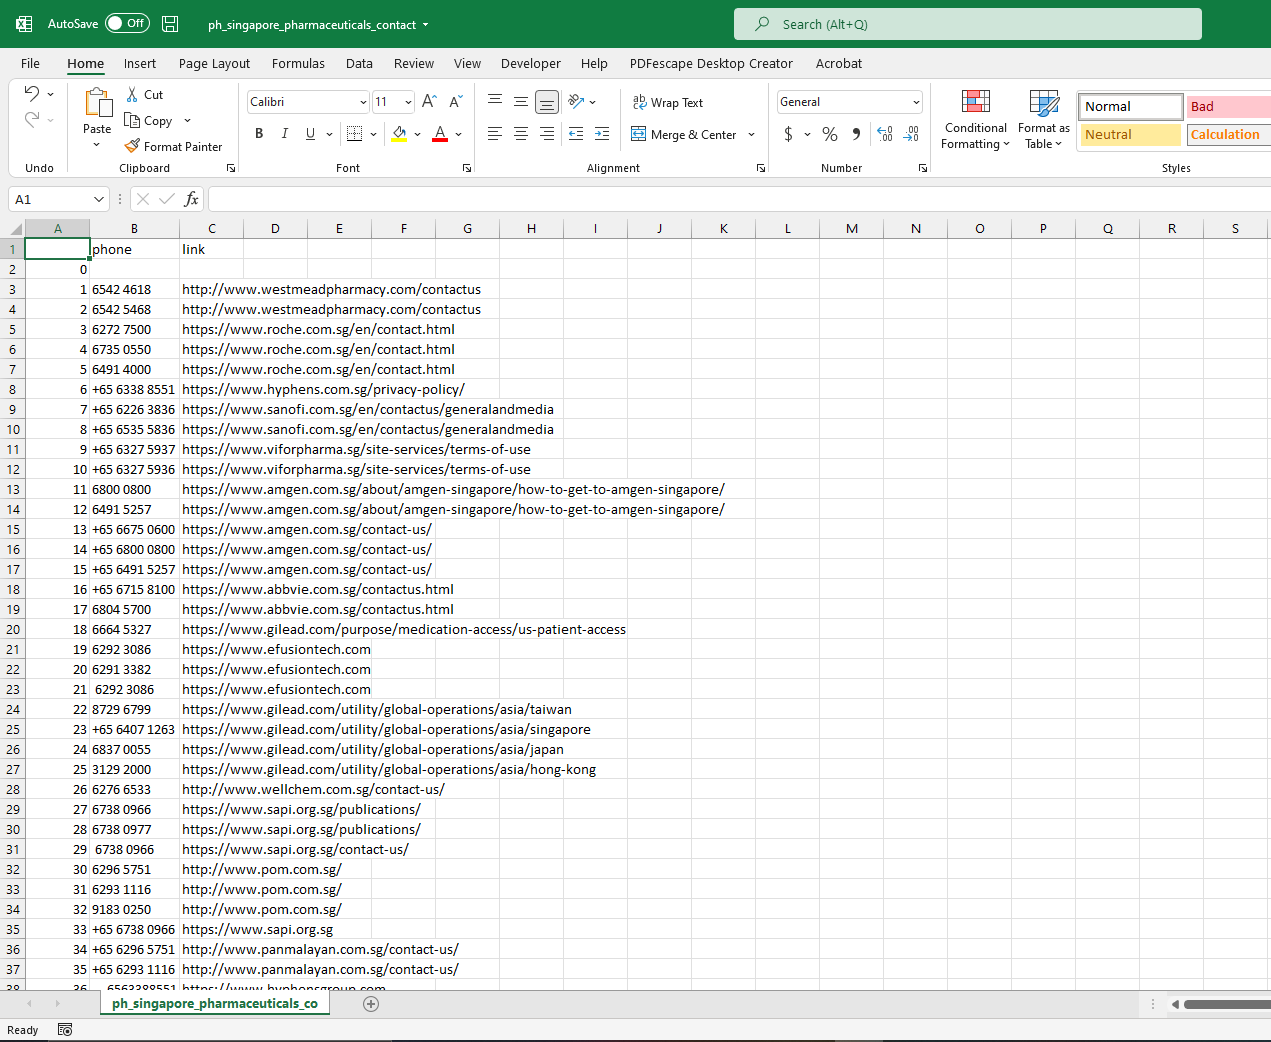 AutoSave Off ph_singapore_pharmaceuticals_contact Search (Alt+Q)
File Home Insert Page Layout Formulas Data Review View Developer Help PDFescape Desktop Creator Acrobat
Cut
Copy
Format Painter
Paste
Calibri 11
B I U A
Wrap Text
Merge & Center
General
$ %
Conditional Formatting
Format as Table
Normal Bad
Neutral Calculation
Undo Clipboard Font Alignment Number Styles
A1 fx
A B C D E F G H I J K L M N O P Q R S
1 phone link
2 0
3 1 6542 4618 http://www.westmeadpharmacy.com/contactus
4 2 6542 5468 http://www.westmeadpharmacy.com/contactus
5 3 6272 7500 https://www.roche.com.sg/en/contact.html
6 4 6735 0550 https://www.roche.com.sg/en/contact.html
7 5 6491 4000 https://www.roche.com.sg/en/contact.html
8 6 +65 6338 8551 https://www.hyphens.com.sg/privacy-policy/
9 7 +65 6226 3836 https://www.sanofi.com.sg/en/contactus/generalandmedia
10 8 +65 6535 5836 https://www.sanofi.com.sg/en/contactus/generalandmedia
11 9 +65 6327 5937 https://www.viforpharma.sg/site-services/terms-of-use
12 10 +65 6327 5936 https://www.viforpharma.sg/site-services/terms-of-use
13 11 6800 0800 https://www.amgen.com.sg/about/amgen-singapore/how-to-get-to-amgen-singapore/
14 12 6491 5257 https://www.amgen.com.sg/about/amgen-singapore/how-to-get-to-amgen-singapore/
15 13 +65 6675 0600 https://www.amgen.com.sg/contact-us/
16 14 +65 6800 0800 https://www.amgen.com.sg/contact-us/
17 15 +65 6491 5257 https://www.amgen.com.sg/contact-us/
18 16 +65 6715 8100 https://www.abbvie.com.sg/contactus.html
19 17 6804 5700 https://www.abbvie.com.sg/contactus.html
20 18 6664 5327 https://www.gilead.com/purpose/medication-access/us-patient-access
21 19 6292 3086 https://www.efusiontech.com
22 20 6291 3382 https://www.efusiontech.com
23 21 6292 3086 https://www.efusiontech.com
24 22 8729 6799 https://www.gilead.com/utility/global-operations/asia/taiwan
25 23 +65 6407 1263 https://www.gilead.com/utility/global-operations/asia/singapore
26 24 6837 0055 https://www.gilead.com/utility/global-operations/asia/japan
27 25 3129 2000 https://www.gilead.com/utility/global-operations/asia/hong-kong
28 26 6276 6533 http://www.wellchem.com.sg/contact-us/
29 27 6738 0966 https://www.sapi.org.sg/publications/
30 28 6738 0977 https://www.sapi.org.sg/publications/
31 29 6738 0966 https://www.sapi.org.sg/contact-us/
32 30 6296 5751 http://www.pom.com.sg/
33 31 6293 1116 http://www.pom.com.sg/
34 32 9183 0250 http://www.pom.com.sg/
35 33 +65 6738 0966 https://www.sapi.org.sg
36 34 +65 6296 5751 http://www.panmalayan.com.sg/contact-us/
37 35 +65 6293 1116 http://www.panmalayan.com.sg/contact-us/
38 36 6563388551 https://www.hyphensgroup.com
ph_singapore_pharmaceuticals_co
Ready